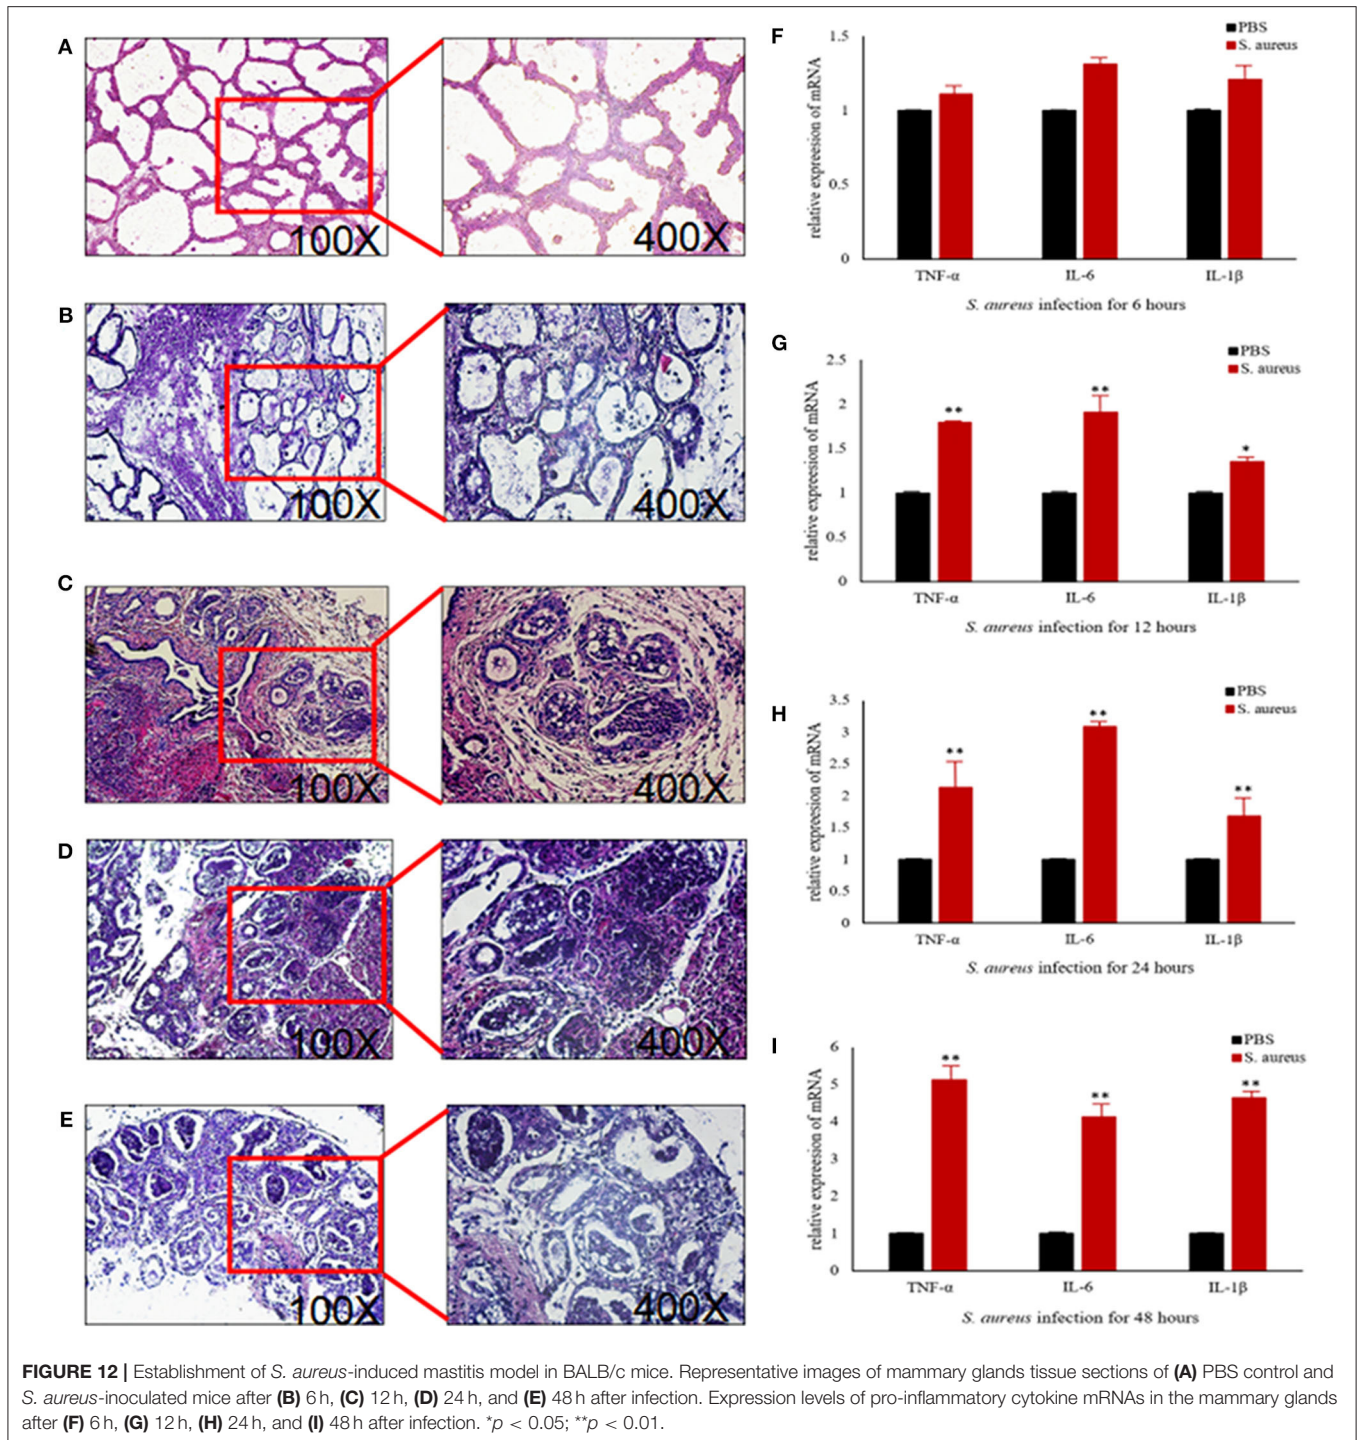 A
100X
400X
B
100X
400X
C
100X
400X
D
100X
400X
E
100X
400X
F
PBS
S. aureus
relative expreesion of mRNA
1.5
1
0.5
0
TNF-α IL-6 IL-1β
S. aureus infection for 6 hours
G
PBS
S. aureus
relative expreesion of mRNA
2.5
2
1.5
1
0.5
0
** ** *
TNF-α IL-6 IL-1β
S. aureus infection for 12 hours
H
PBS
S. aureus
relative expreesion of mRNA
3.5
3
2.5
2
1.5
1
0.5
0
** ** **
TNF-α IL-6 IL-1β
S. aureus infection for 24 hours
I
PBS
S. aureus
relative expreesion of mRNA
6
5
4
3
2
1
0
** ** **
TNF-α IL-6 IL-1β
S. aureus infection for 48 hours
FIGURE 12 | Establishment of S. aureus-induced mastitis model in BALB/c mice. Representative images of mammary glands tissue sections of (A) PBS control and
S. aureus-inoculated mice after (B) 6 h, (C) 12 h, (D) 24 h, and (E) 48 h after infection. Expression levels of pro-inflammatory cytokine mRNAs in the mammary glands
after (F) 6 h, (G) 12 h, (H) 24 h, and (I) 48 h after infection. *p < 0.05; **p < 0.01.